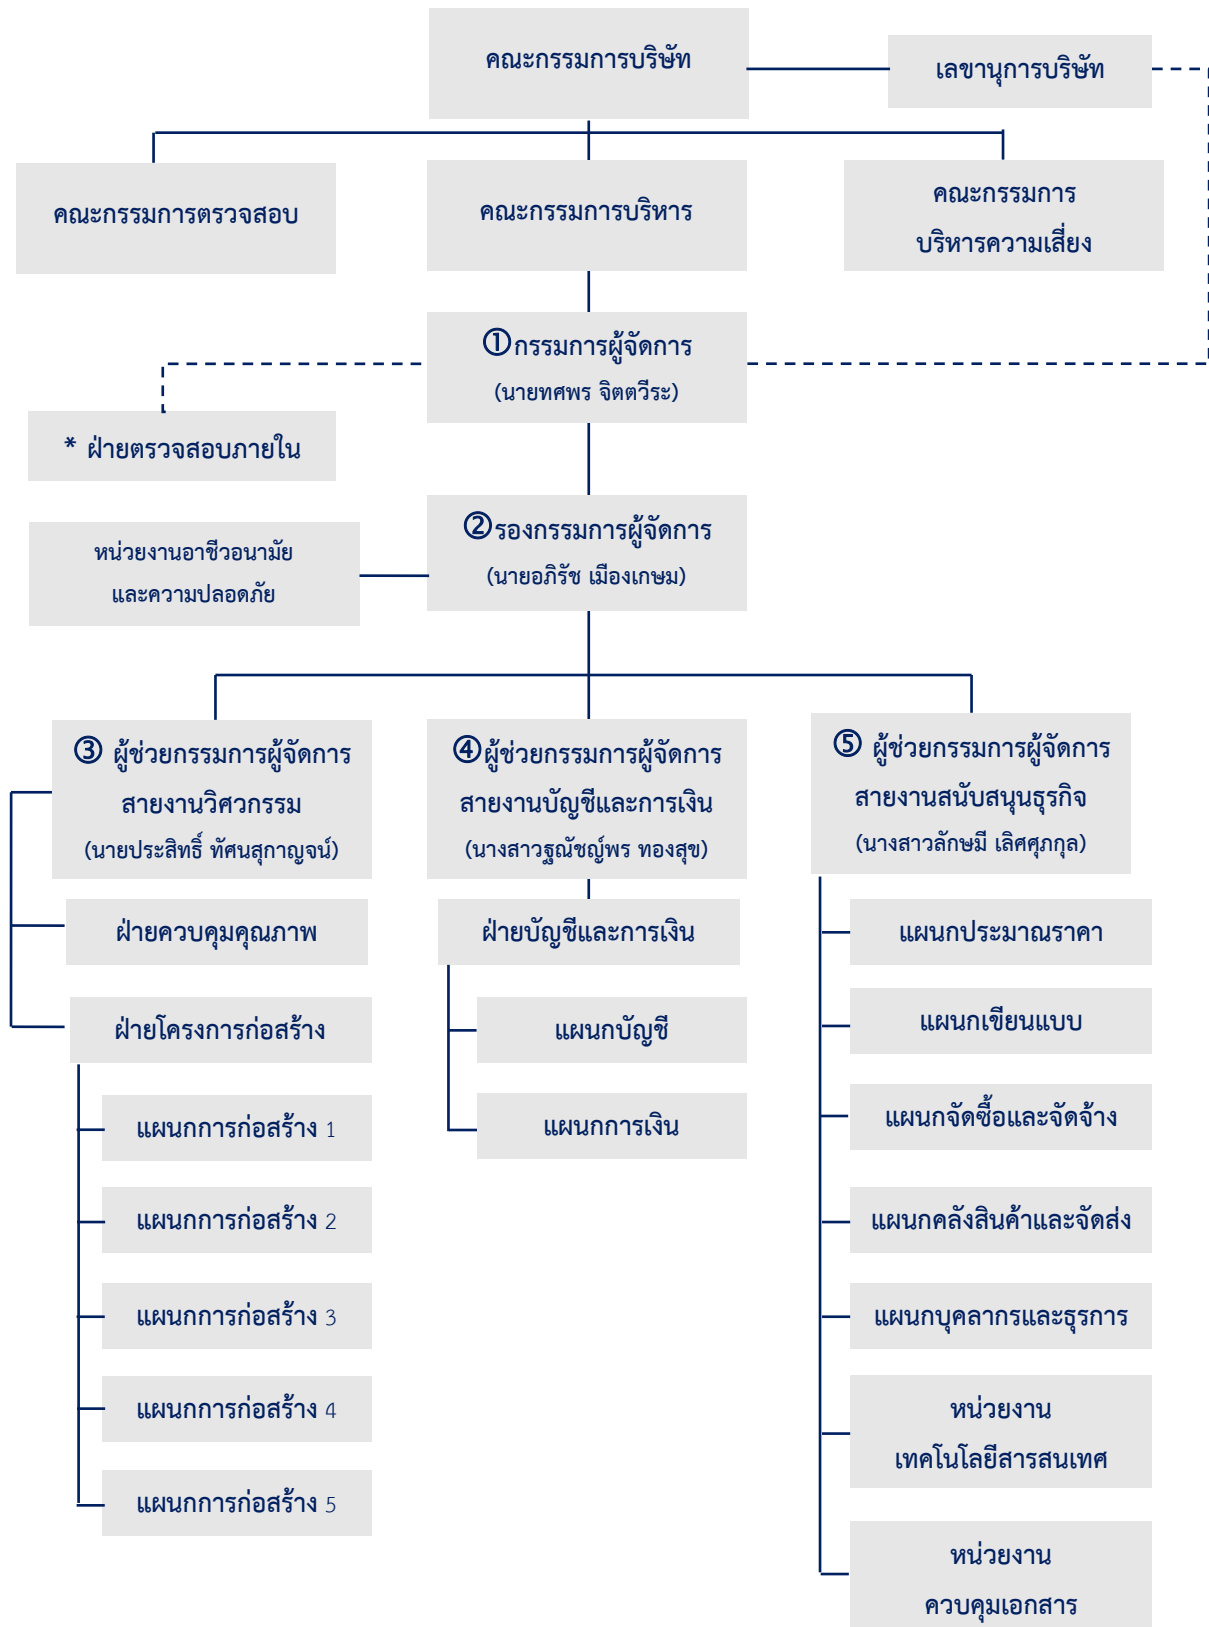 คณะกรรมการบริษัท
เลขานุการบริษัท
คณะกรรมการตรวจสอบ
คณะกรรมการบริหาร
คณะกรรมการ
บริหารความเสี่ยง
①กรรมการผู้จัดการ
(นายทศพร จิตตวีระ)
* ฝ่ายตรวจสอบภายใน
②รองกรรมการผู้จัดการ
(นายอภิรัช เมืองเกษม)
หน่วยงานอาชีวอนามัย
และความปลอดภัย
③ ผู้ช่วยกรรมการผู้จัดการ
สายงานวิศวกรรม
(นายประสิทธิ์ ทัศนสุกาญจน์)
④ผู้ช่วยกรรมการผู้จัดการ
สายงานบัญชีและการเงิน
(นางสาวฐณัชญ์พร ทองสุข)
⑤ ผู้ช่วยกรรมการผู้จัดการ
สายงานสนับสนุนธุรกิจ
(นางสาวลักษมี เลิศศุภกุล)
ฝ่ายควบคุมคุณภาพ
ฝ่ายโครงการก่อสร้าง
แผนกการก่อสร้าง 1
แผนกการก่อสร้าง 2
แผนกการก่อสร้าง 3
แผนกการก่อสร้าง 4
แผนกการก่อสร้าง 5
ฝ่ายบัญชีและการเงิน
แผนกบัญชี
แผนกการเงิน
แผนกประมาณราคา
แผนกเขียนแบบ
แผนกจัดซื้อและจัดจ้าง
แผนกคลังสินค้าและจัดส่ง
แผนกบุคลากรและธุรการ
หน่วยงาน
เทคโนโลยีสารสนเทศ
หน่วยงาน
ควบคุมเอกสาร